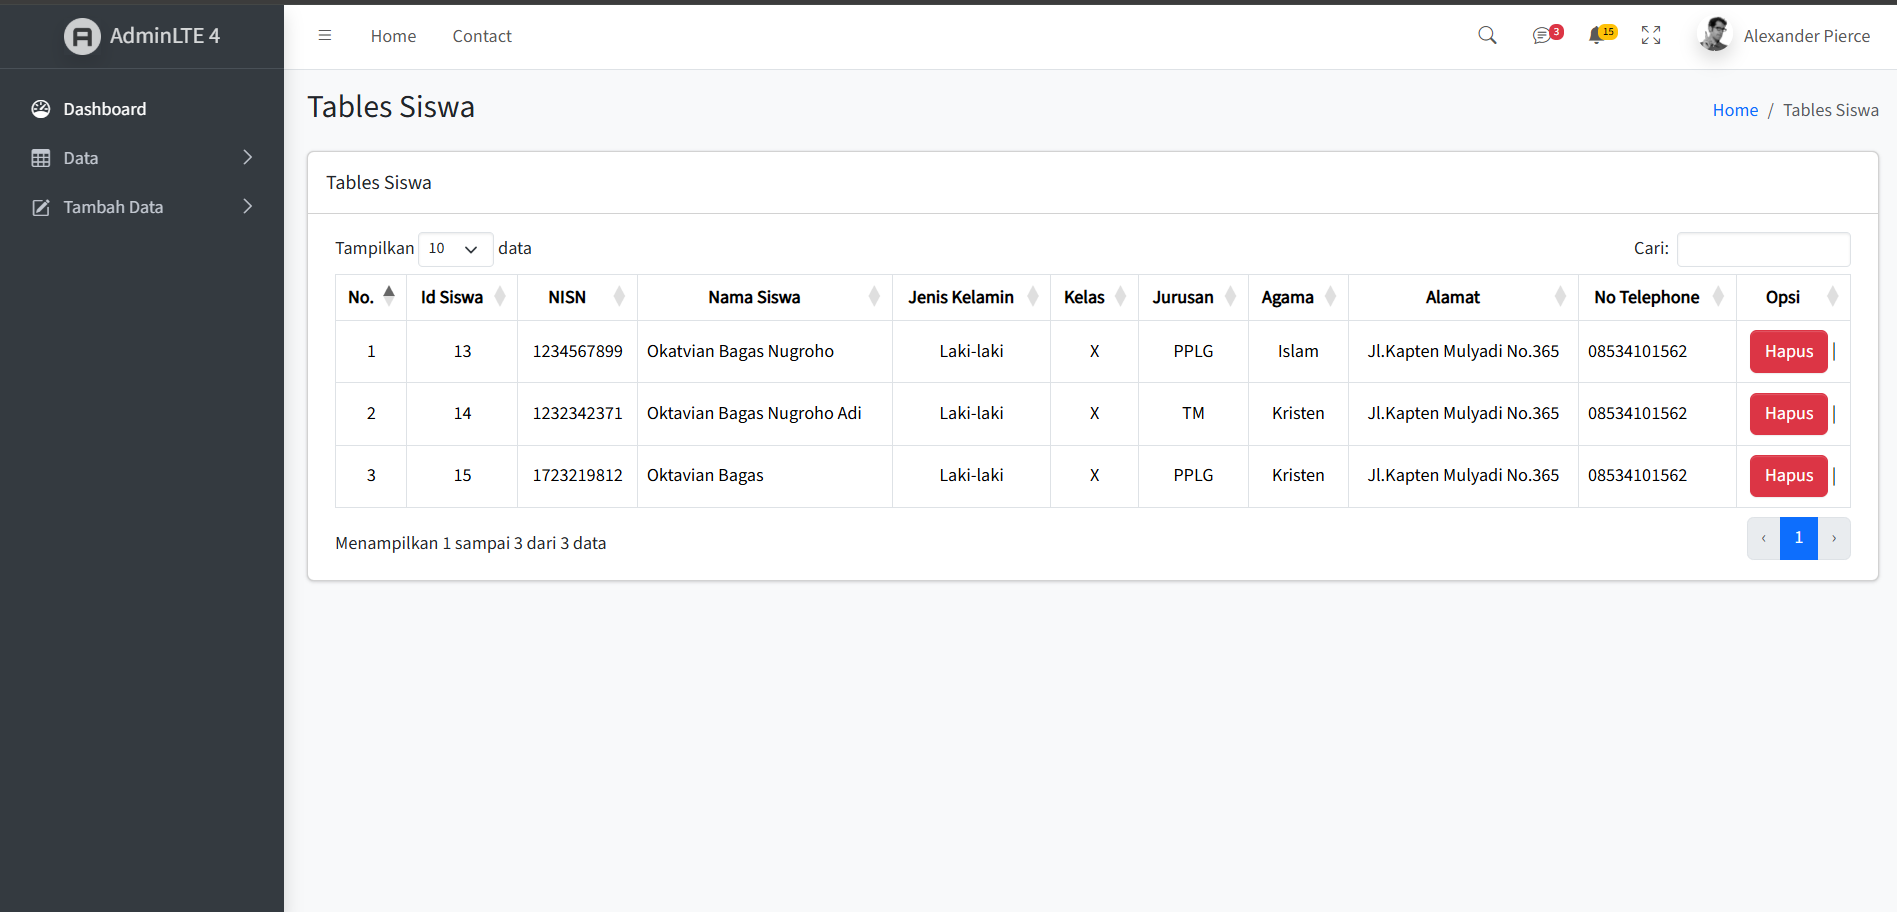 AdminLTE 4
Home Contact 3 15 Alexander Pierce
Dashboard
Data
Tambah Data
Tables Siswa
Home / Tables Siswa
Tables Siswa
Tampilkan 10 data Cari:
No. Id Siswa NISN Nama Siswa Jenis Kelamin Kelas Jurusan Agama Alamat No Telephone Opsi
1 13 1234567899 Okatvian Bagas Nugroho Laki-laki X PPLG Islam Jl.Kapten Mulyadi No.365 08534101562 Hapus |
2 14 1232342371 Oktavian Bagas Nugroho Adi Laki-laki X TM Kristen Jl.Kapten Mulyadi No.365 08534101562 Hapus |
3 15 1723219812 Oktavian Bagas Laki-laki X PPLG Kristen Jl.Kapten Mulyadi No.365 08534101562 Hapus |
Menampilkan 1 sampai 3 dari 3 data ‹ 1 ›